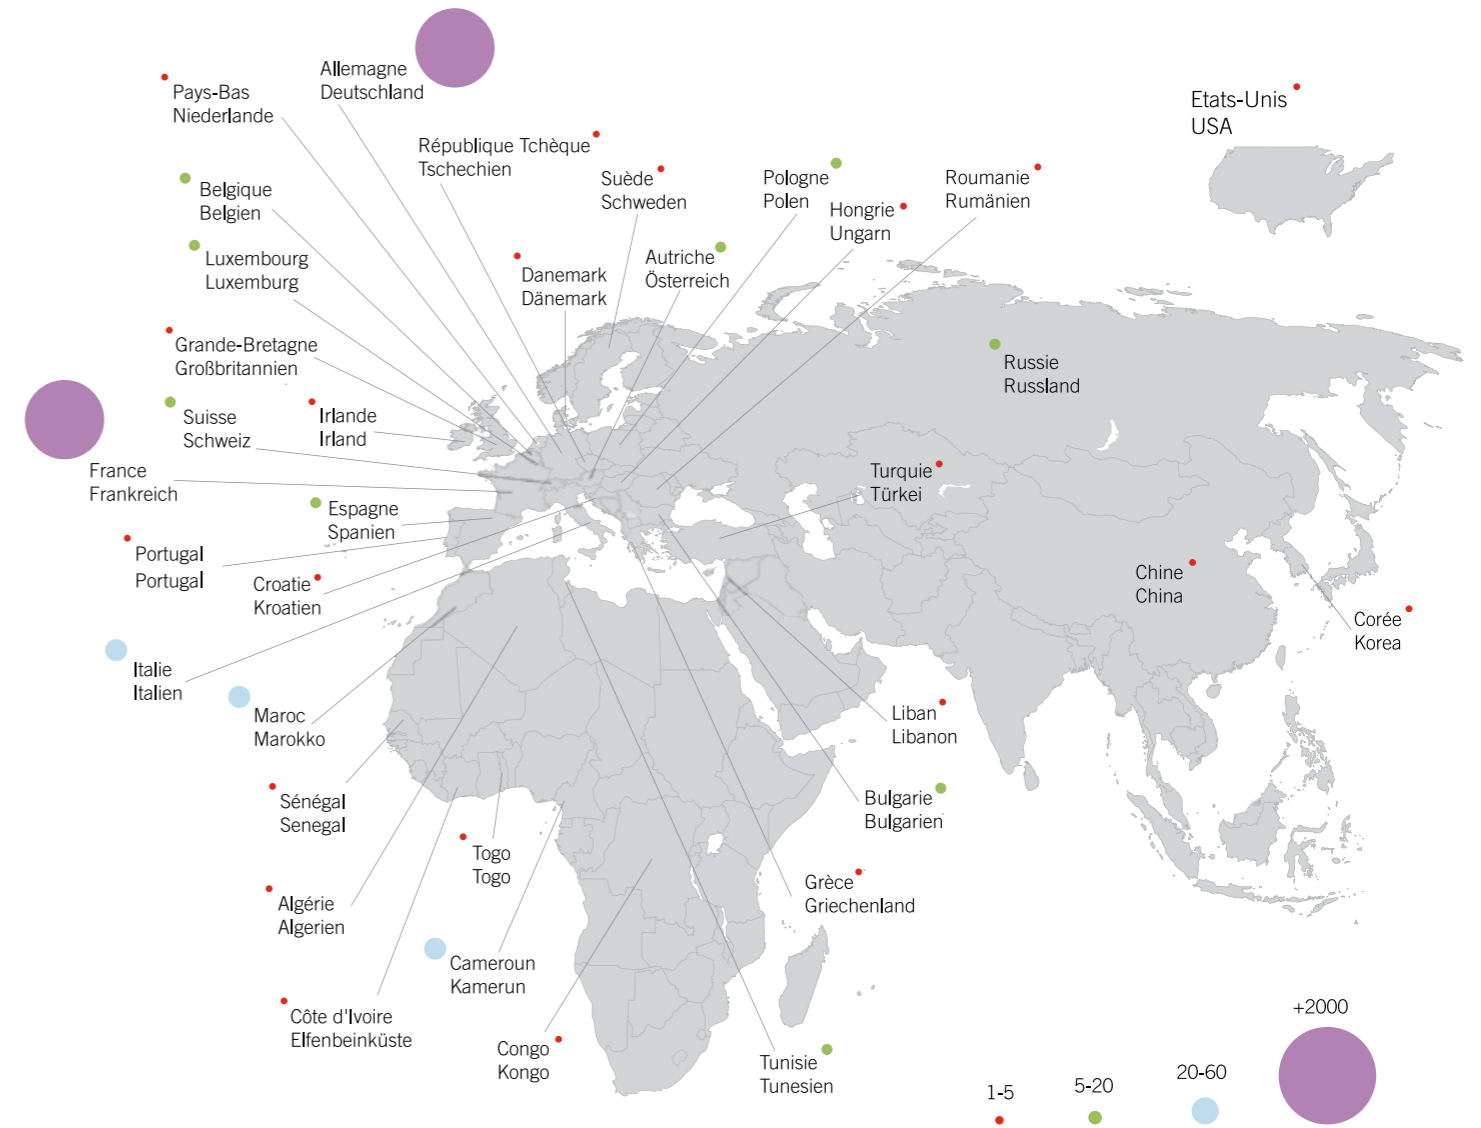 Allemagne
Deutschland
Pays-Bas
Niederlande
Etats-Unis
USA
République Tchèque
Tschechien
Suède
Schweden
Pologne
Polen
Roumanie
Rumänien
Belgique
Belgien
Hongrie
Ungarn
Luxembourg
Luxemburg
Danemark
Dänemark
Autriche
Österreich
Grande-Bretagne
Großbritannien
Russie
Russland
Suisse
Schweiz
Irlande
Irland
France
Frankreich
Turquie
Türkei
Espagne
Spanien
Portugal
Portugal
Croatie
Kroatien
Chine
China
Corée
Korea
Italie
Italien
Maroc
Marokko
Liban
Libanon
Sénégal
Senegal
Bulgarie
Bulgarien
Togo
Togo
Grèce
Griechenland
Algérie
Algerien
Cameroun
Kamerun
Côte d'Ivoire
Elfenbeinküste
Congo
Kongo
Tunisie
Tunesien
1-5
5-20
20-60
+2000